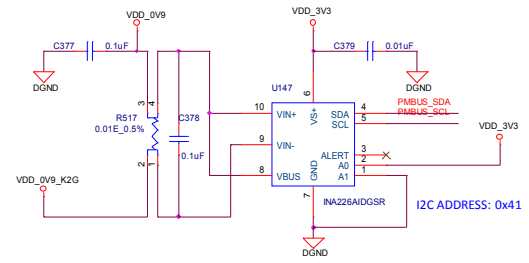 VDD_0V9
VDD_3V3
C377
0.1uF
C379
0.01uF
DGND
DGND
U147
R517
0.01E_0.5%
3
4
2
1
C378
0.1uF
6
10
VIN+
VS+
SDA
4
PMBUS_SDA
SCL
5
PMBUS_SCL
9
VIN-
VDD_3V3
ALERT
3
A0
2
8
VBUS
GND
A1
1
7
INA226AIDGSR
VDD_0V9_K2G
I2C ADDRESS: 0x41
DGND